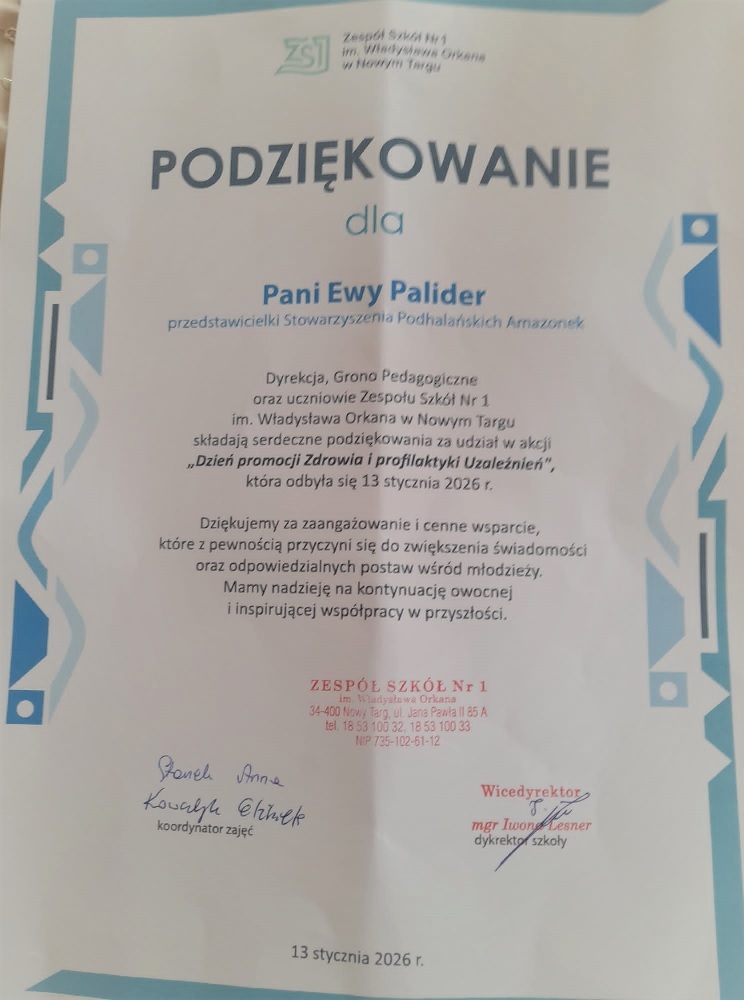 ZS1
Zespół Szkół Nr 1
im. Władysława Orkana
w Nowym Targu
PODZIĘKOWANIE
dla
Pani Ewy Palider
przedstawicielki Stowarzyszenia Podhalańskich Amazonek
Dyrekcja, Grono Pedagogiczne
oraz uczniowie Zespołu Szkół Nr 1
im. Władysława Orkana w Nowym Targu
składają serdeczne podziękowania za udział w akcji
„Dzień promocji Zdrowia i profilaktyki Uzależnień”,
która odbyła się 13 stycznia 2026 r.
Dziękujemy za zaangażowanie i cenne wsparcie,
które z pewnością przyczyni się do zwiększenia świadomości
oraz odpowiedzialnych postaw wśród młodzieży.
Mamy nadzieję na kontynuację owocnej
i inspirującej współpracy w przyszłości.
ZESPÓŁ SZKÓŁ Nr 1
im. Władysława Orkana
34-400 Nowy Targ, ul. Jana Pawła II 85 A
tel. 18 53 100 32, 18 53 100 33
NIP 735-102-61-12
Stanek Anna
Kowalyk
koordynator zajęć
Wicedyrektor
mgr Iwona Lesner
dykrektor szkoły
13 stycznia 2026 r.